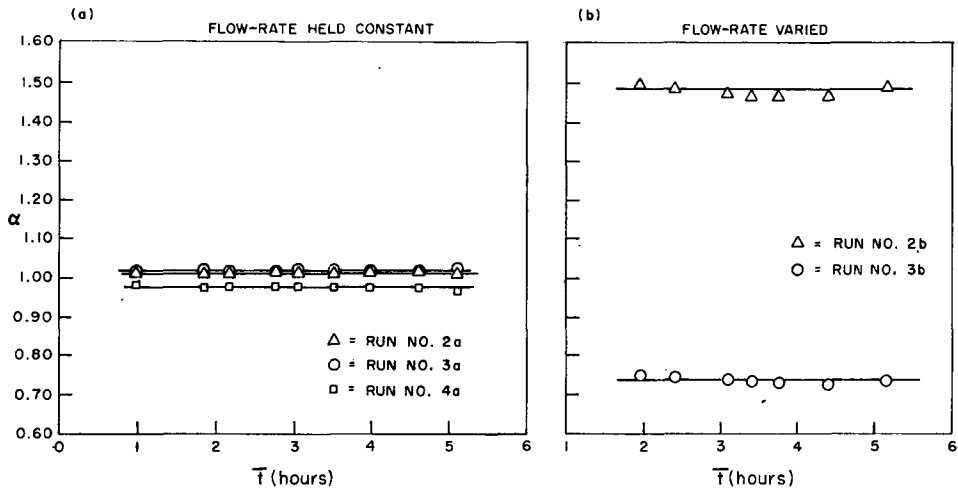 (a)
FLOW-RATE HELD CONSTANT
1.60
1.50
1.40
1.30
1.20
1.10
1.00
0.90
0.80
0.70
0.60
α
0 1 2 3 4 5 6
t̄ (hours)
△ = RUN NO. 2a
○ = RUN NO. 3a
□ = RUN NO. 4a
(b)
FLOW-RATE VARIED
△ = RUN NO. 2b
○ = RUN NO. 3b
1 2 3 4 5 6
t̄ (hours)